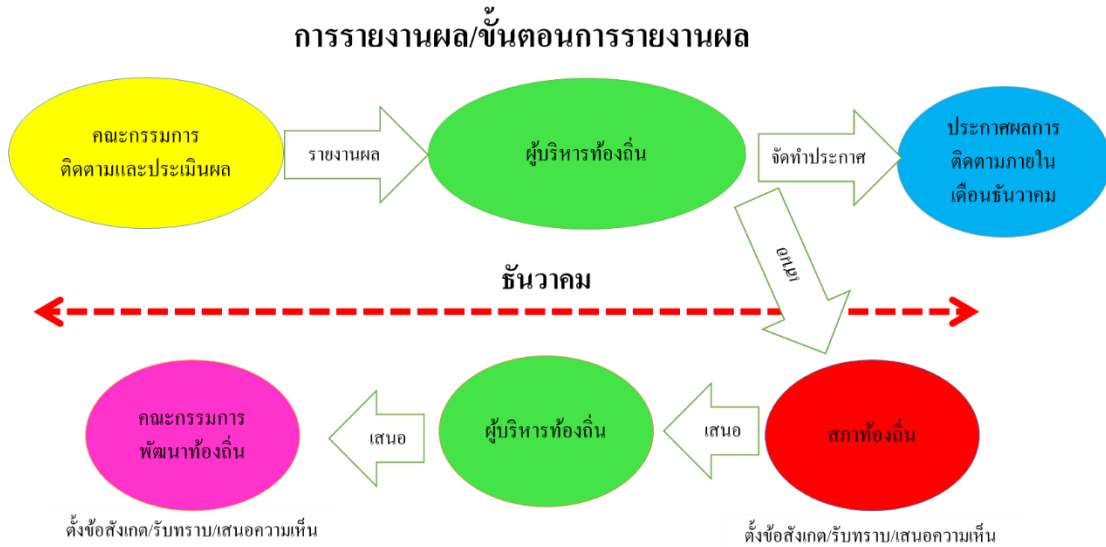 การรายงานผล/ขั้นตอนการรายงานผล
คณะกรรมการ
ติดตามและประเมินผล
รายงานผล
ผู้บริหารท้องถิ่น
จัดทำประกาศ
ประกาศผลการ
ติดตามภายใน
เดือนธันวาคม
เสนอ
ธันวาคม
คณะกรรมการ
พัฒนาท้องถิ่น
เสนอ
ผู้บริหารท้องถิ่น
เสนอ
สภาท้องถิ่น
ตั้งข้อสังเกต/รับทราบ/เสนอความเห็น
ตั้งข้อสังเกต/รับทราบ/เสนอความเห็น